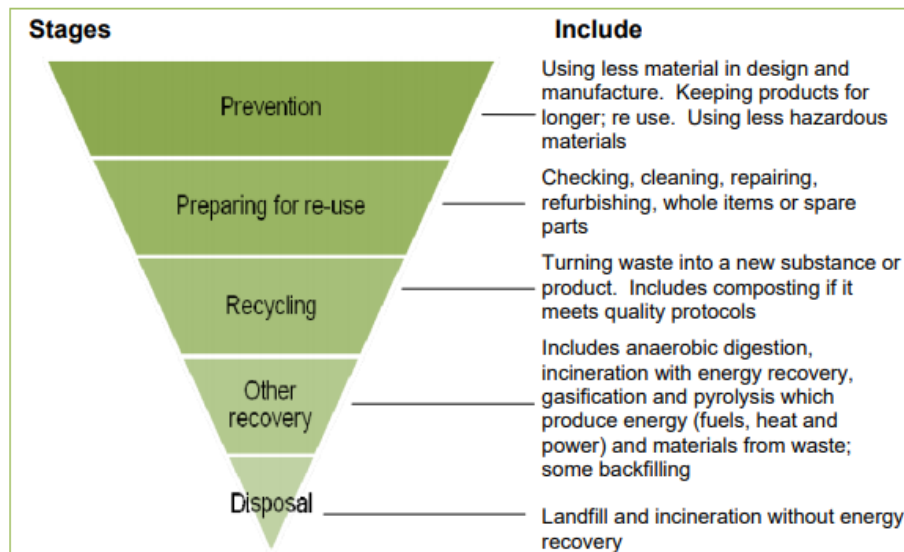 Stages
Include
Prevention
Using less material in design and
manufacture.  Keeping products for
longer; re use.  Using less hazardous
materials
Preparing for re-use
Checking, cleaning, repairing,
refurbishing, whole items or spare
parts
Recycling
Turning waste into a new substance or
product.  Includes composting if it
meets quality protocols
Other
recovery
Includes anaerobic digestion,
incineration with energy recovery,
gasification and pyrolysis which
produce energy (fuels, heat and
power) and materials from waste;
some backfilling
Disposal
Landfill and incineration without energy
recovery